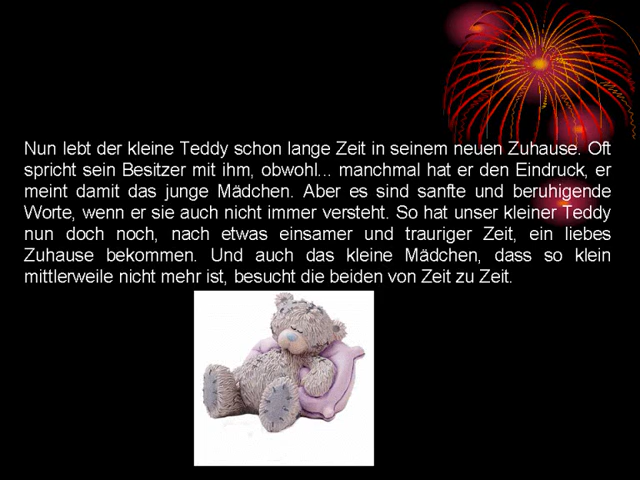 Nun lebt der kleine Teddy schon lange Zeit in seinem neuen Zuhause. Oft
spricht sein Besitzer mit ihm, obwohl... manchmal hat er den Eindruck, er
meint damit das junge Mädchen. Aber es sind sanfte und beruhigende
Worte, wenn er sie auch nicht immer versteht. So hat unser kleiner Teddy
nun doch noch, nach etwas einsamer und trauriger Zeit, ein liebes
Zuhause bekommen. Und auch das kleine Mädchen, dass so klein
mittlerweile nicht mehr ist, besucht die beiden von Zeit zu Zeit.